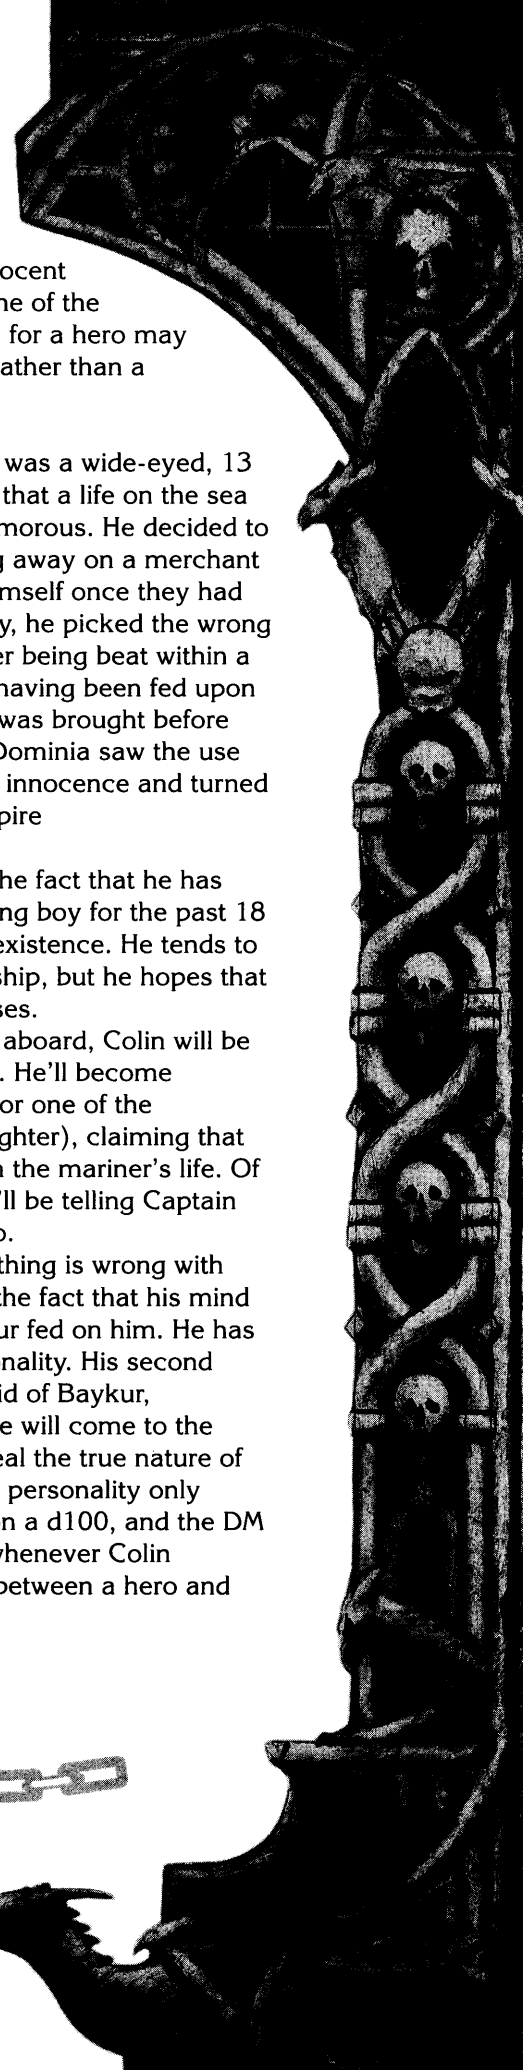 ocent
ne of the
for a hero may
ather than a
was a wide-eyed, 13
that a life on the sea
morous. He decided to
g away on a merchant
mself once they had
y, he picked the wrong
er being beat within a
having been fed upon
was brought before
Dominia saw the use
innocence and turned
pire
he fact that he has
ng boy for the past 18
existence. He tends to
ship, but he hopes that
ses.
aboard, Colin will be
. He'll become
or one of the
ghter), claiming that
n the mariner's life. Of
'll be telling Captain
o.
thing is wrong with
the fact that his mind
ur fed on him. He has
nality. His second
id of Baykur,
e will come to the
eal the true nature of
personality only
n a d100, and the DM
whenever Colin
between a hero and